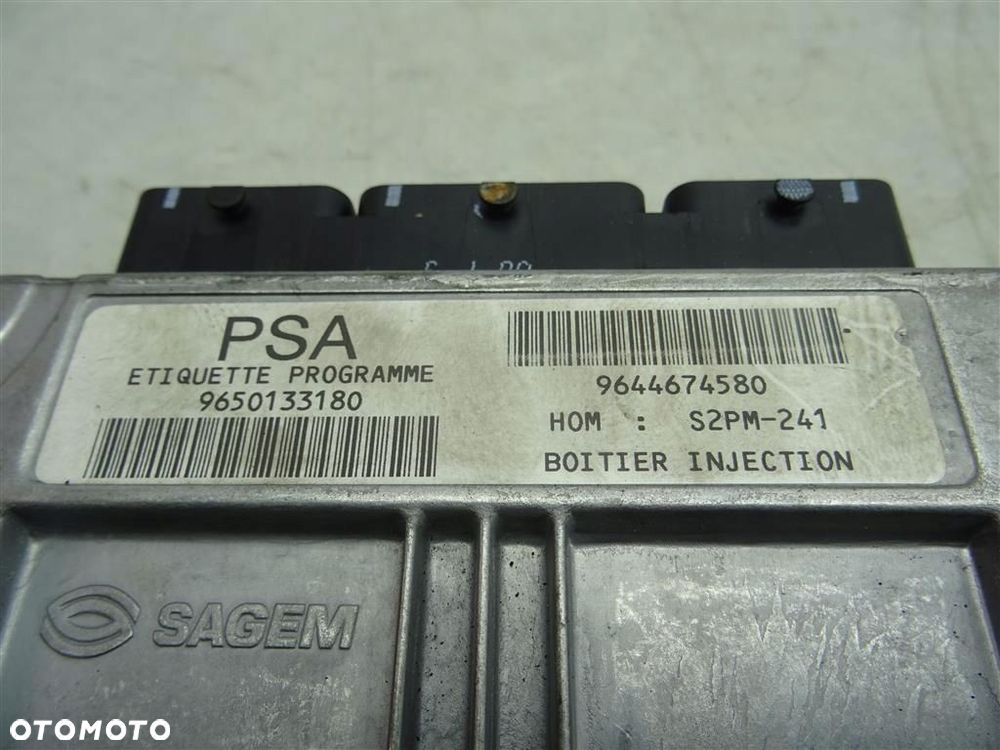 PSA
ETIQUETTE PROGRAMME
9650133180
9644674580
HOM : S2PM-241
BOITIER INJECTION
SAGEM
OTOMOTO